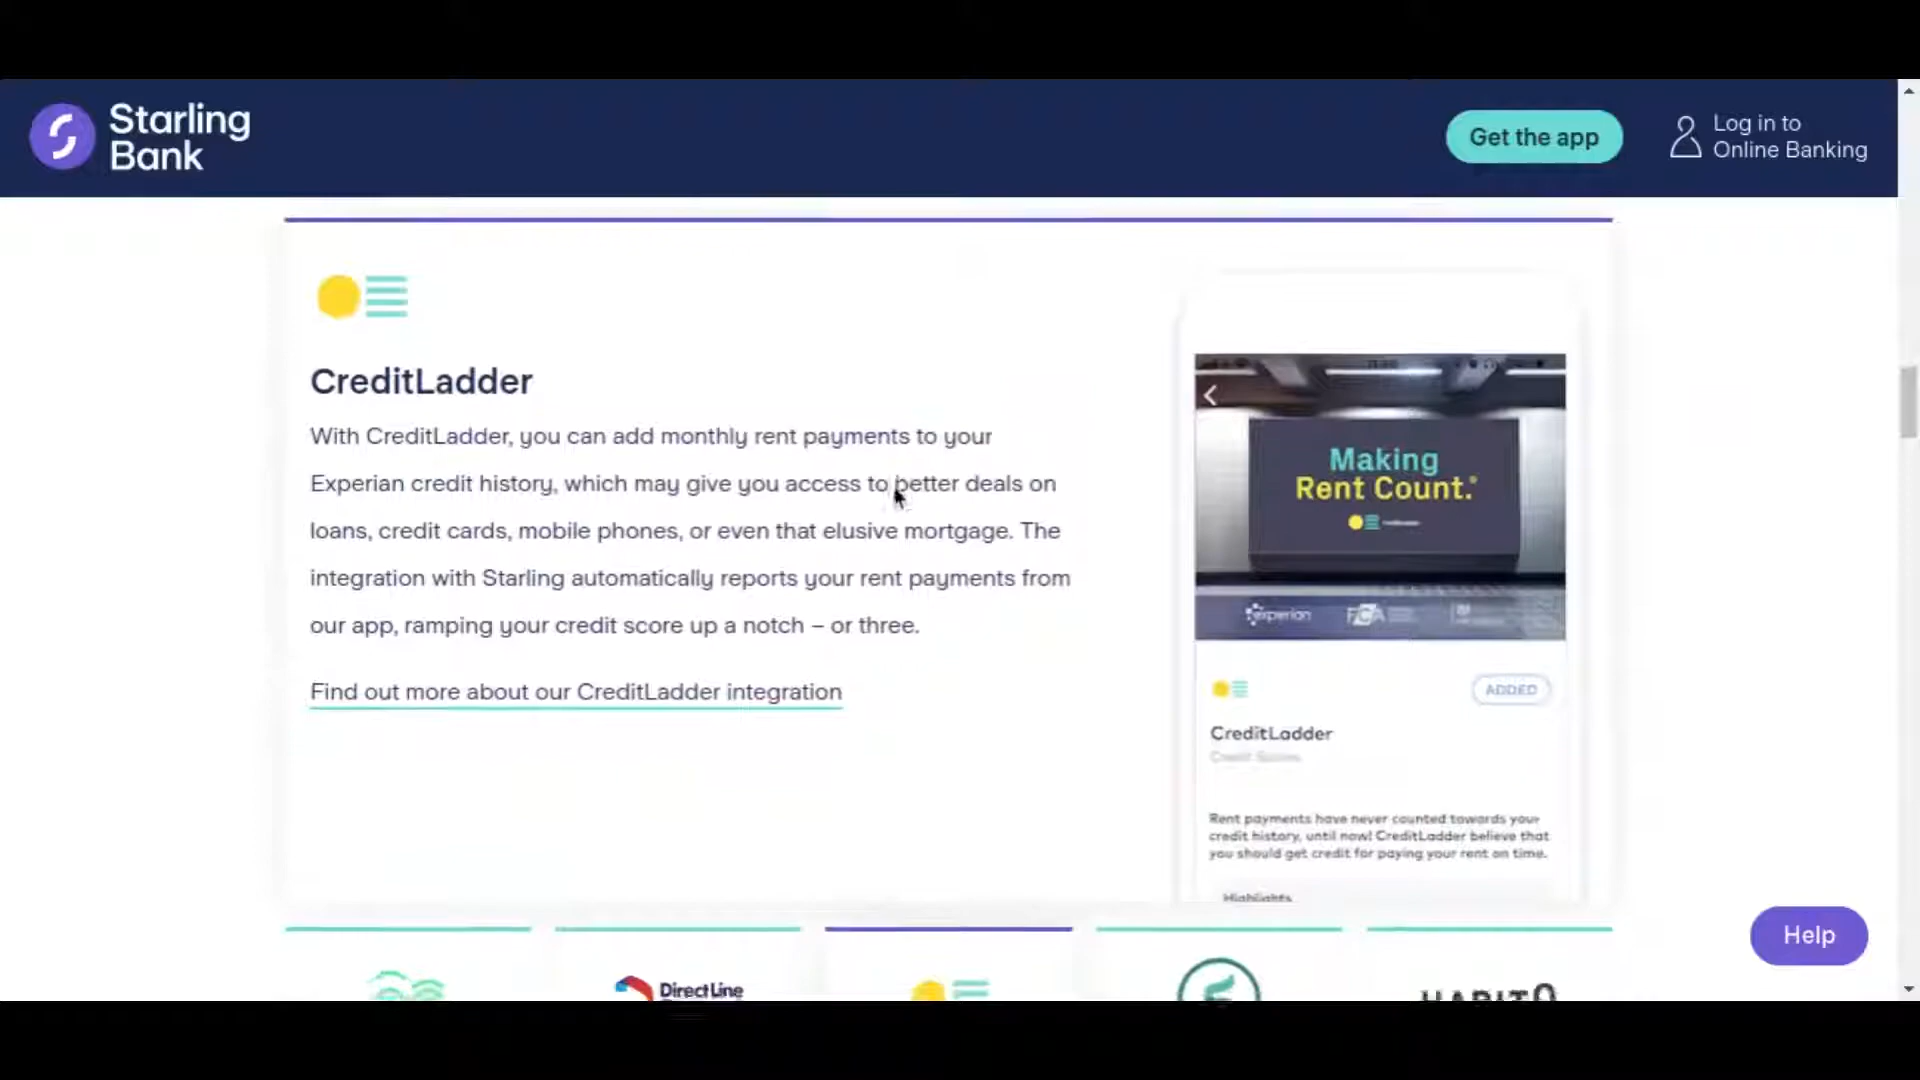 Starling
Bank
Get the app
Log in to
Online Banking
CreditLadder
With CreditLadder, you can add monthly rent payments to your
Experian credit history, which may give you access to better deals on
loans, credit cards, mobile phones, or even that elusive mortgage. The
integration with Starling automatically reports your rent payments from
our app, ramping your credit score up a notch – or three.
Find out more about our CreditLadder integration
Making
Rent Count.
experian
FCA
ADDED
CreditLadder
Rent payments have never counted towards your
credit history, until now! CreditLadder believe that
you should get credit for paying your rent on time.
Highlights
Help
Direct Line
HABITO